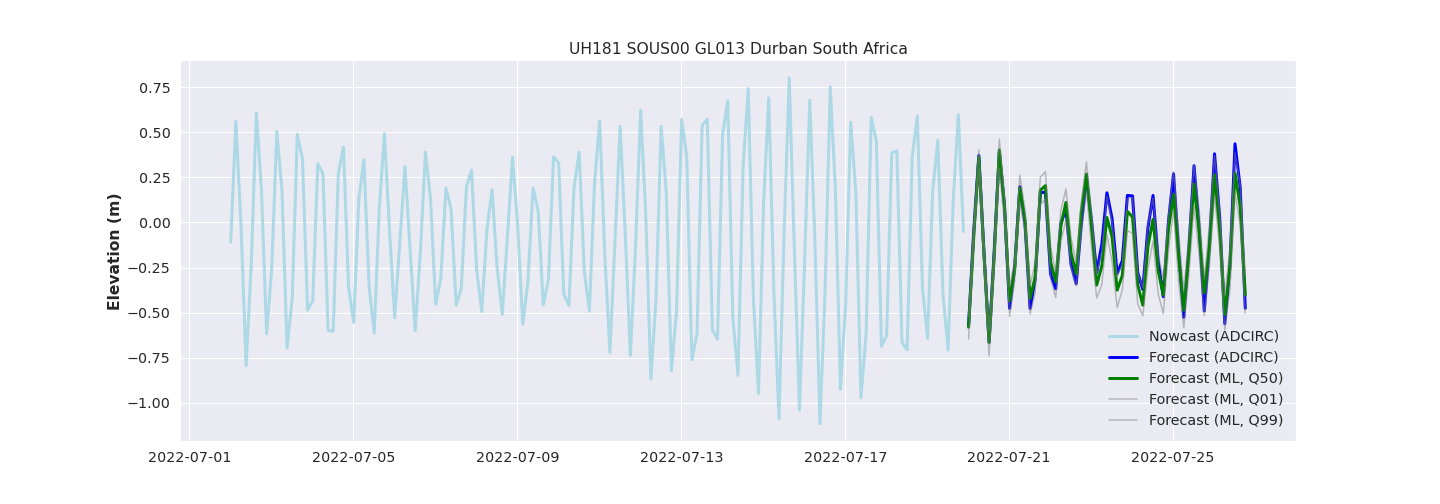 UH181 SOUS00 GL013 Durban South Africa
Elevation (m)
0.75
0.50
0.25
0.00
−0.25
−0.50
−0.75
−1.00
Nowcast (ADCIRC)
Forecast (ADCIRC)
Forecast (ML, Q50)
Forecast (ML, Q01)
Forecast (ML, Q99)
2022-07-01 2022-07-05 2022-07-09 2022-07-13 2022-07-17 2022-07-21 2022-07-25